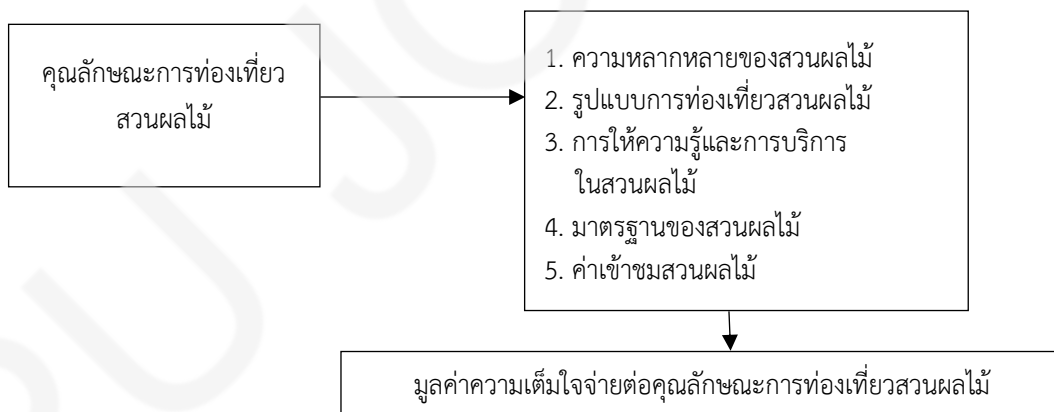 คุณลักษณะการท่องเที่ยว
สวนผลไม้
1. ความหลากหลายของสวนผลไม้
2. รูปแบบการท่องเที่ยวสวนผลไม้
3. การให้ความรู้และการบริการ
ในสวนผลไม้
4. มาตรฐานของสวนผลไม้
5. ค่าเข้าชมสวนผลไม้
มูลค่าความเต็มใจจ่ายต่อคุณลักษณะการท่องเที่ยวสวนผลไม้